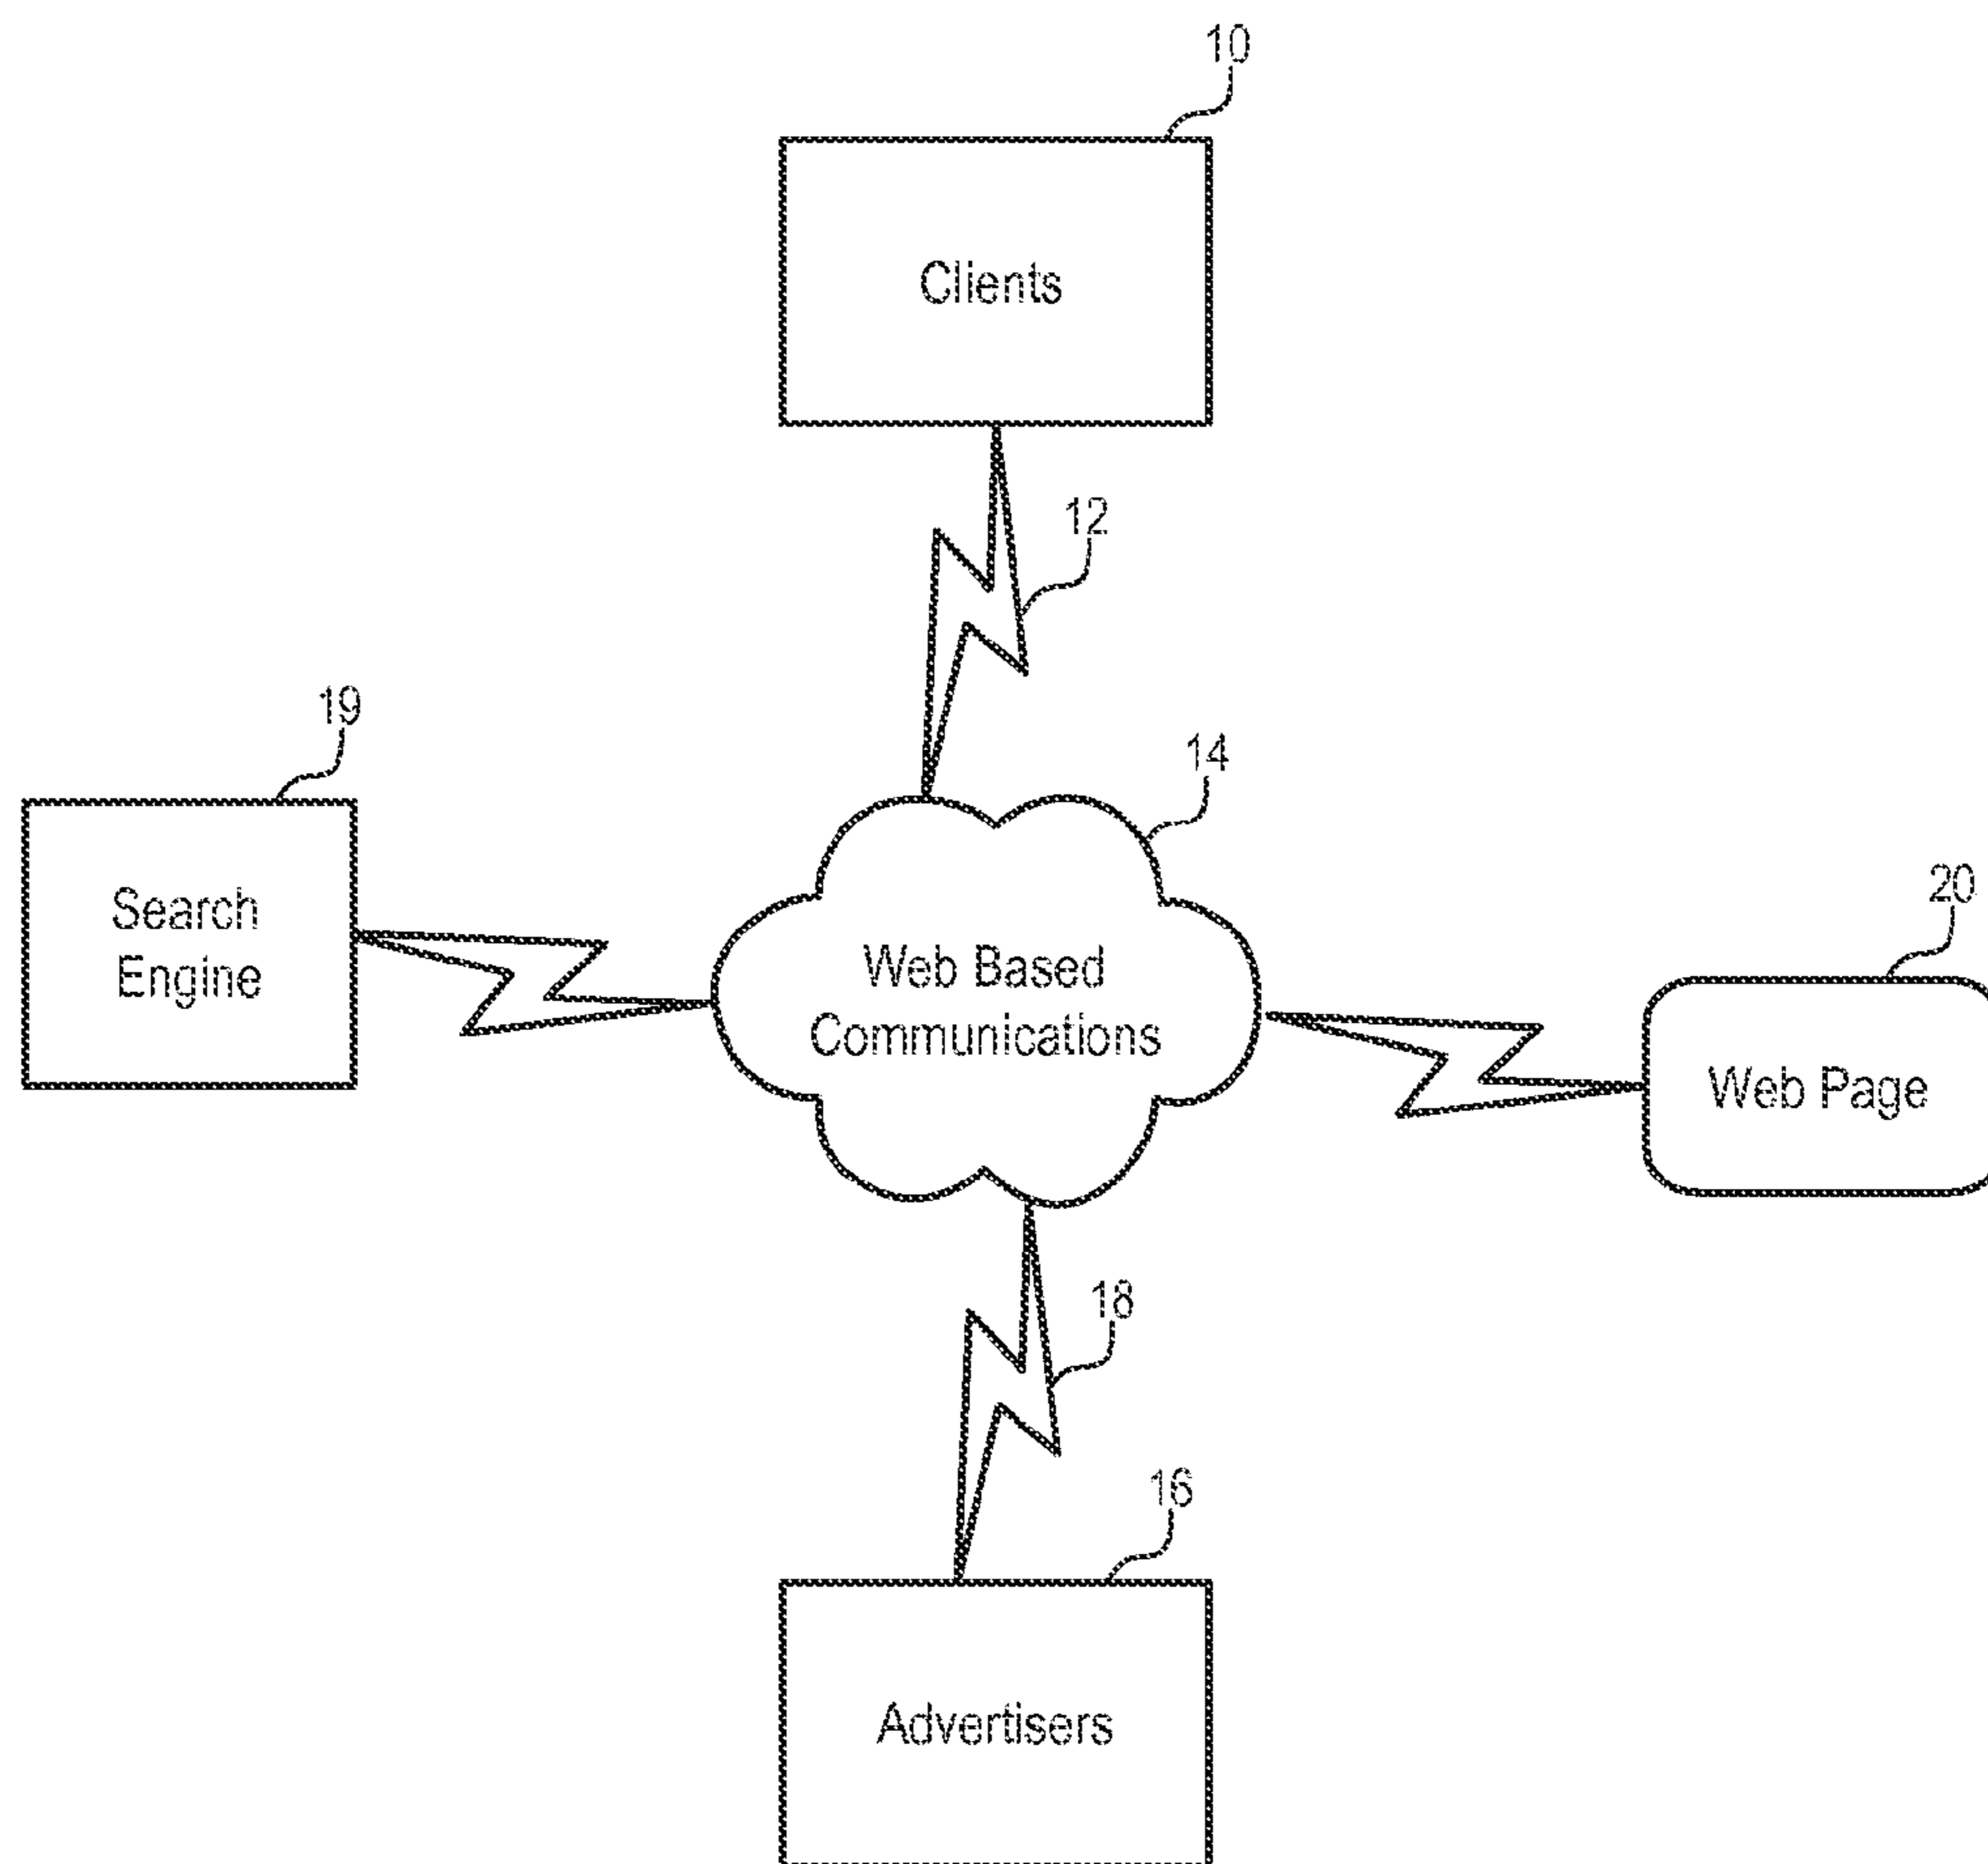 10
Clients
12
19
14
Search
Engine
20
Web Based
Communications
Web Page
18
16
Advertisers